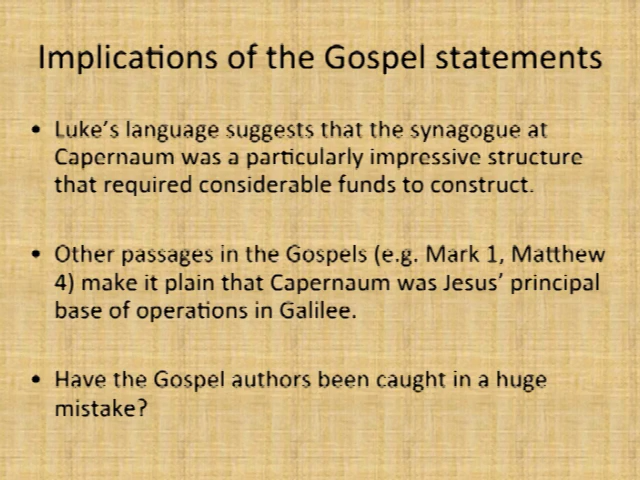 Implications of the Gospel statements
• Luke's language suggests that the synagogue at
Capernaum was a particularly impressive structure
that required considerable funds to construct.
• Other passages in the Gospels (e.g. Mark 1, Matthew
4) make it plain that Capernaum was Jesus' principal
base of operations in Galilee.
• Have the Gospel authors been caught in a huge
mistake?